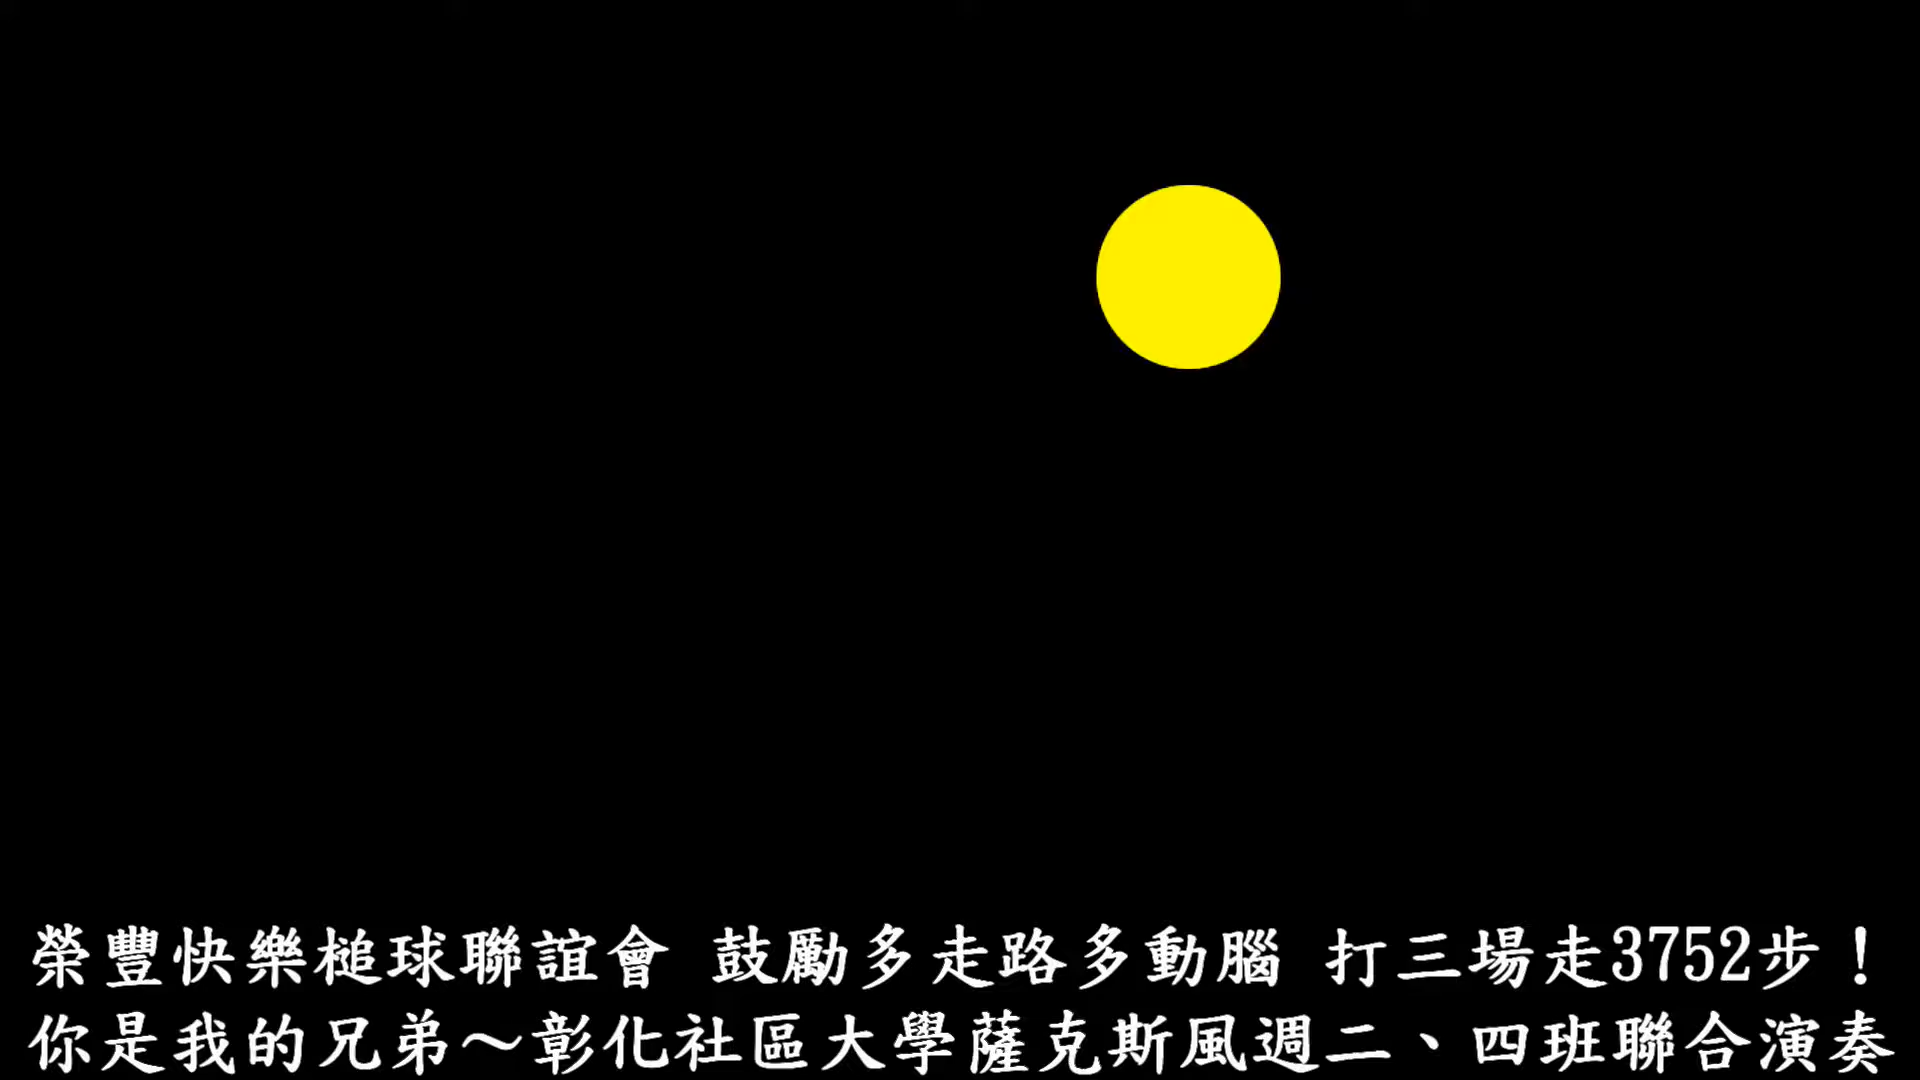 榮豐快樂槌球聯誼會 鼓勵多走路多動腦 打三場走3752步！
你是我的兄弟～彰化社區大學薩克斯風週二、四班聯合演奏